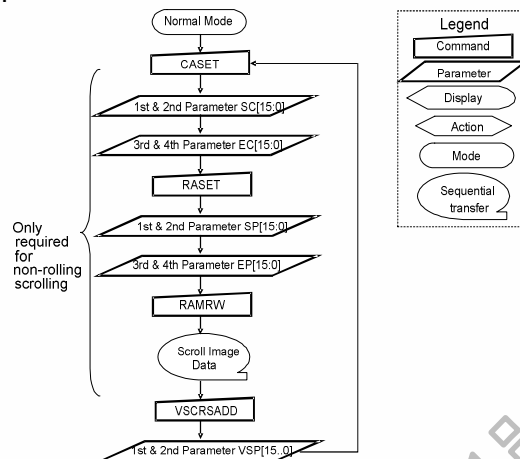 Normal Mode
CASET
1st & 2nd Parameter SC[15:0]
3rd & 4th Parameter EC[15:0]
RASET
1st & 2nd Parameter SP[15:0]
3rd & 4th Parameter EP[15:0]
RAMRW
Scroll Image
Data
VSCRSADD
1st & 2nd Parameter VSP[15..0]
Only
required
for
non-rolling
scrolling
Legend
Command
Parameter
Display
Action
Mode
Sequential
transfer